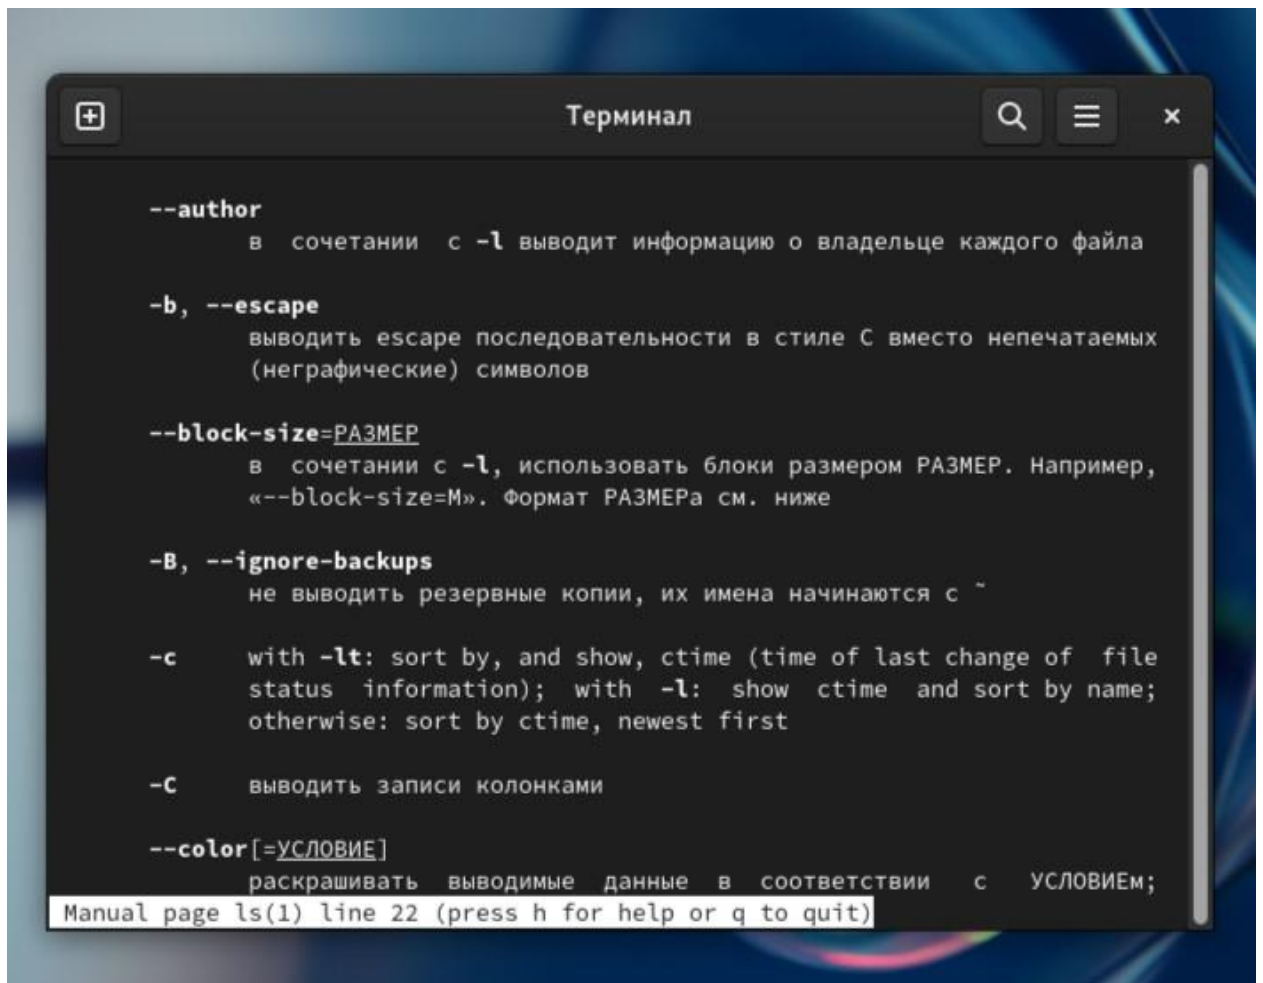 Терминал
--author
в сочетании с -l выводит информацию о владельце каждого файла
-b, --escape
выводить escape последовательности в стиле C вместо непечатаемых
(неграфические) символов
--block-size=РАЗМЕР
в сочетании с -l, использовать блоки размером РАЗМЕР. Например,
«--block-size=M». Формат РАЗМЕРа см. ниже
-B, --ignore-backups
не выводить резервные копии, их имена начинаются с ~
-c with -lt: sort by, and show, ctime (time of last change of file
status information); with -l: show ctime and sort by name;
otherwise: sort by ctime, newest first
-C выводить записи колонками
--color[=УСЛОВИЕ]
раскрашивать выводимые данные в соответствии с УСЛОВИЕм;
Manual page ls(1) line 22 (press h for help or q to quit)